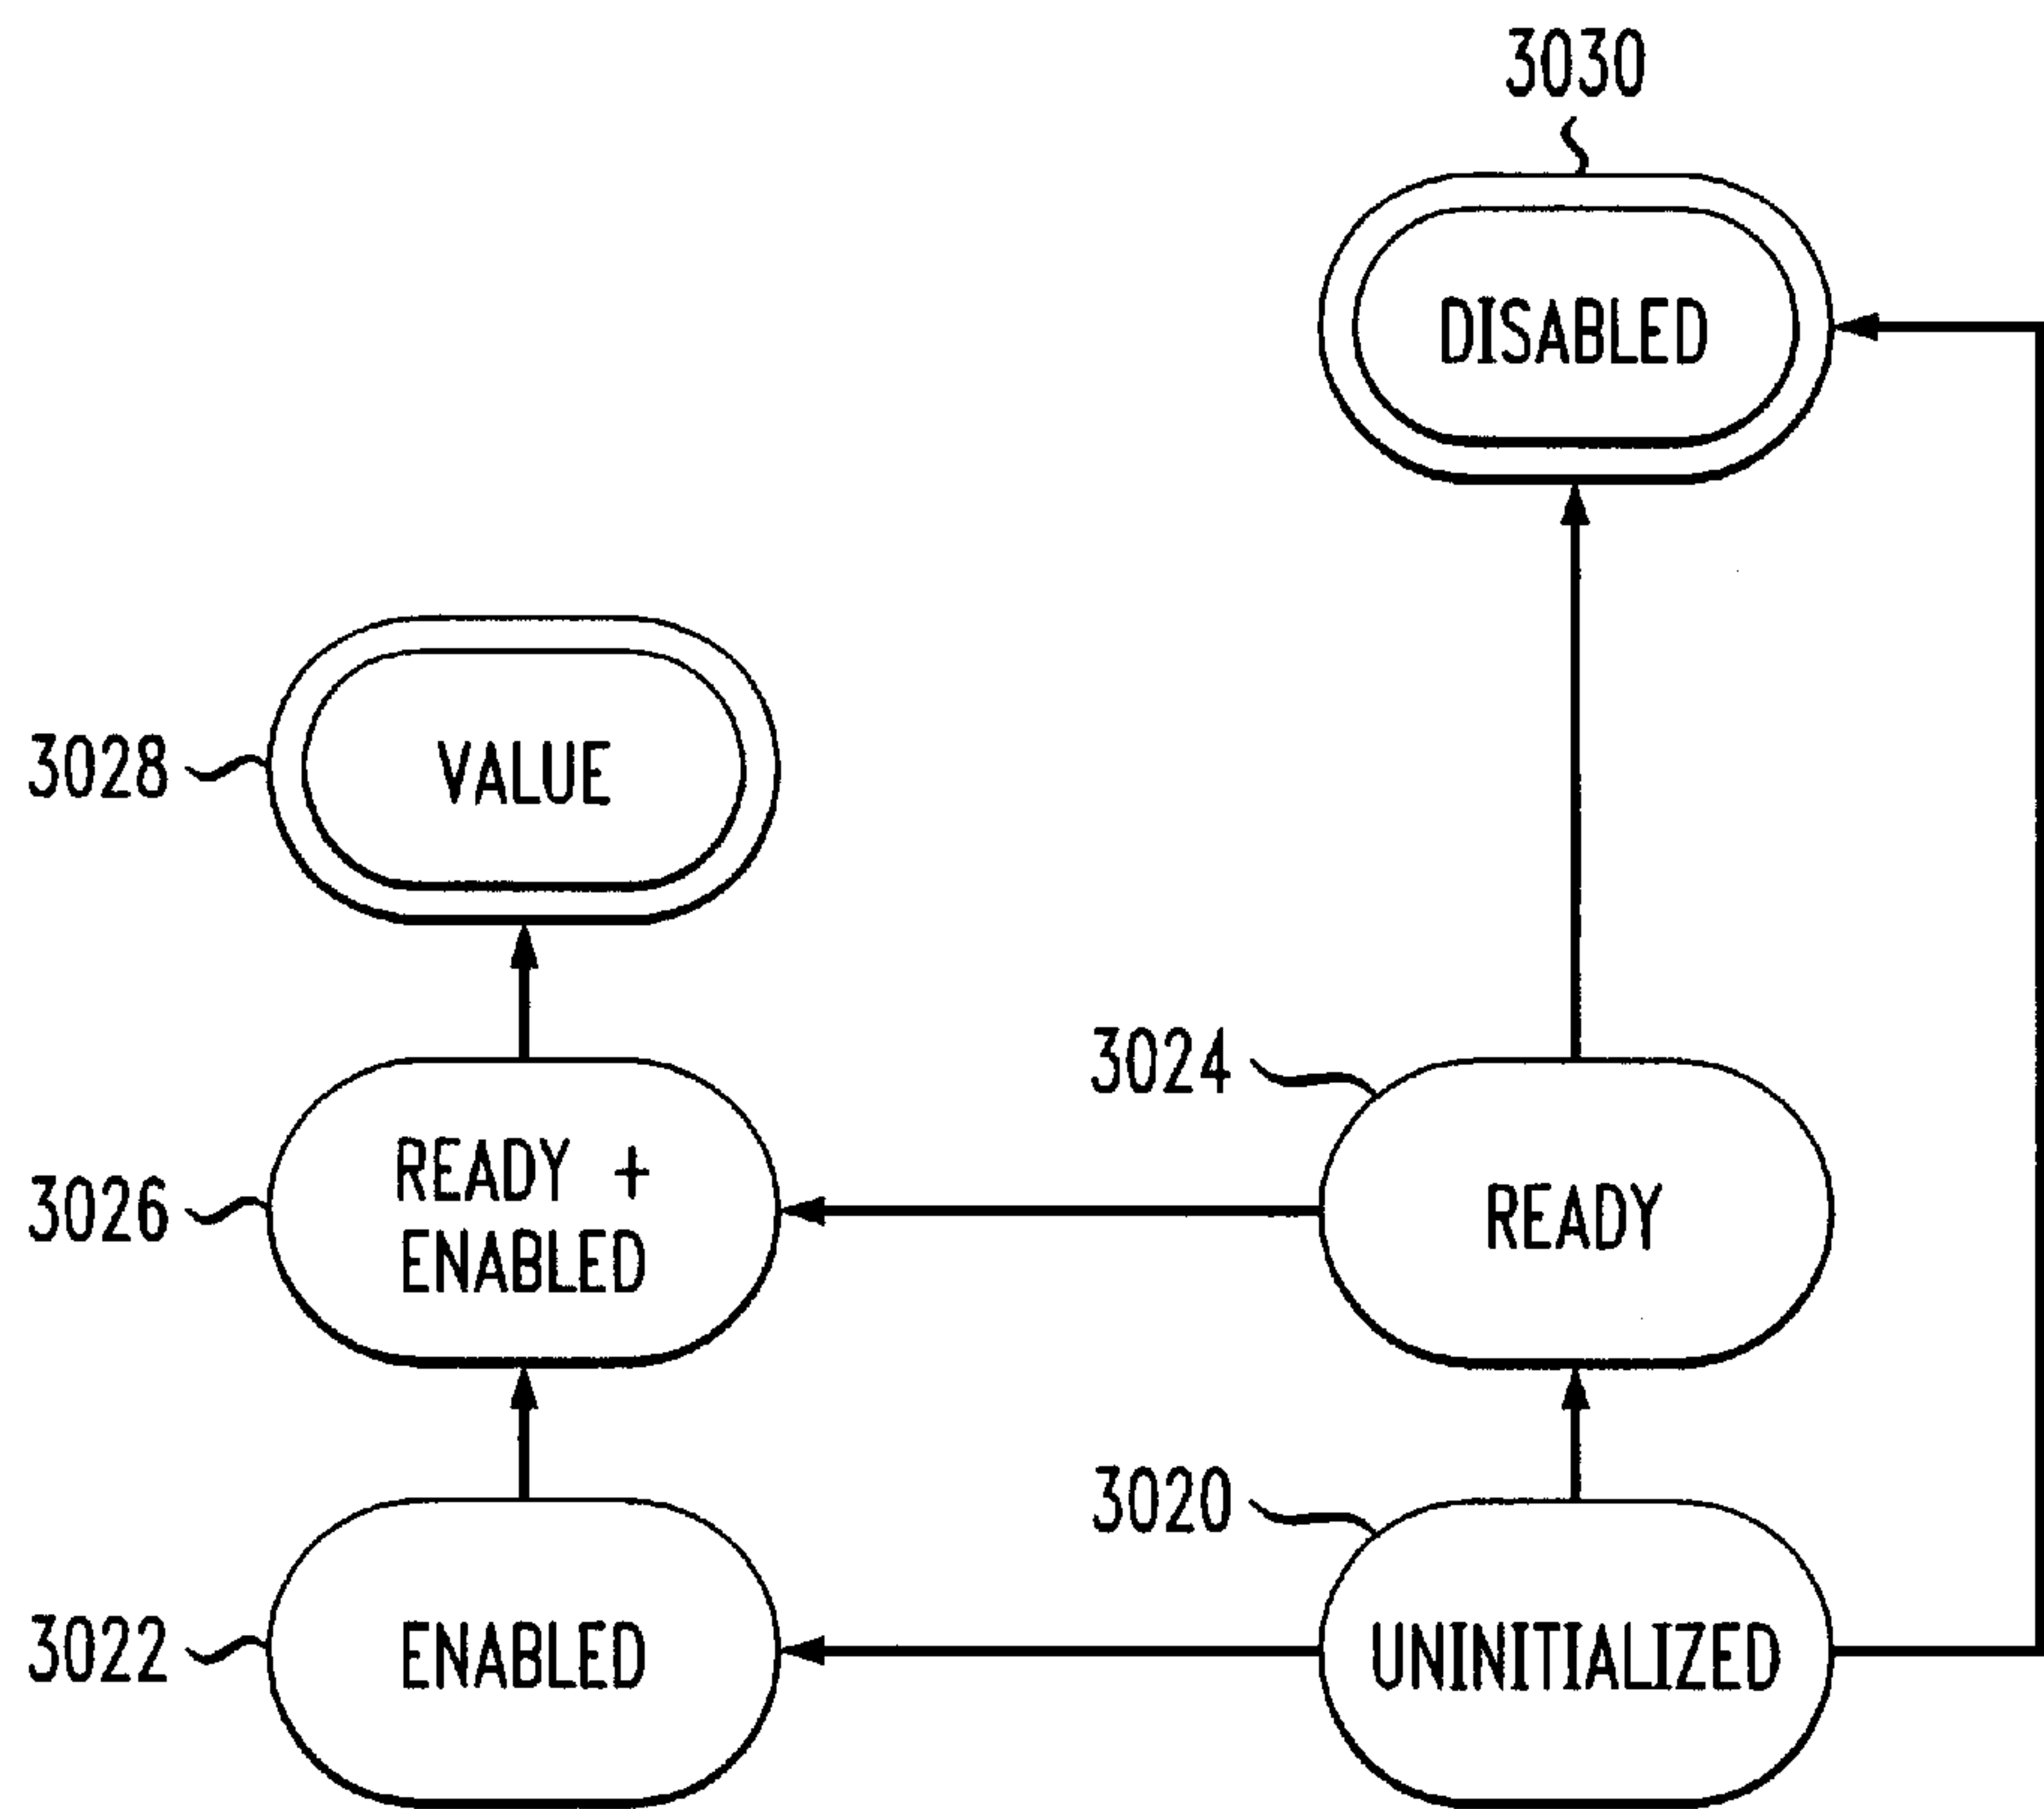 3030
DISABLED
3028
VALUE
3024
3026
READY +
ENABLED
READY
3020
3022
ENABLED
UNINITIALIZED